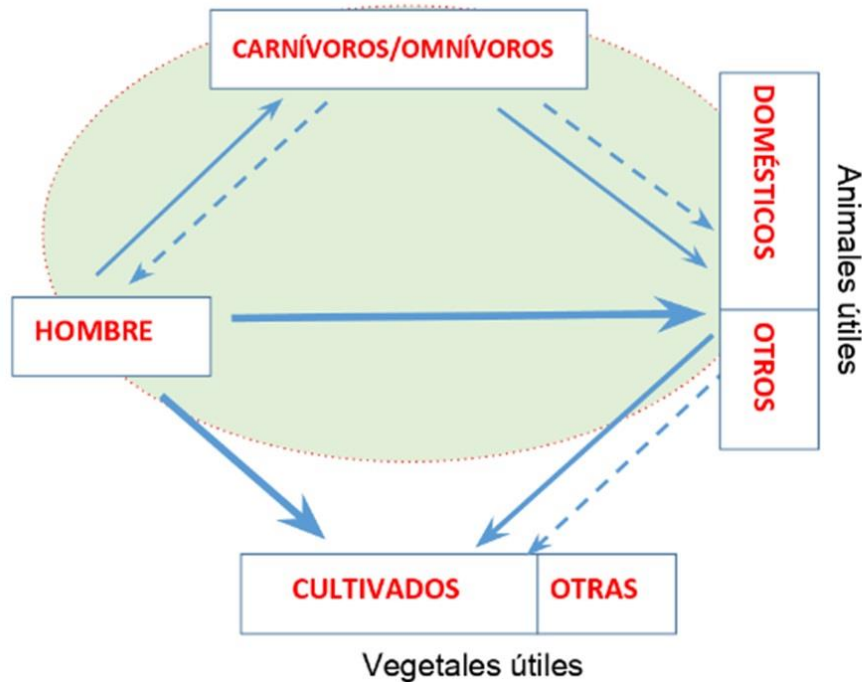 CARNÍVOROS/OMNÍVOROS
DOMÉSTICOS
OTROS
Animales útiles
HOMBRE
CULTIVADOS
OTRAS
Vegetales útiles